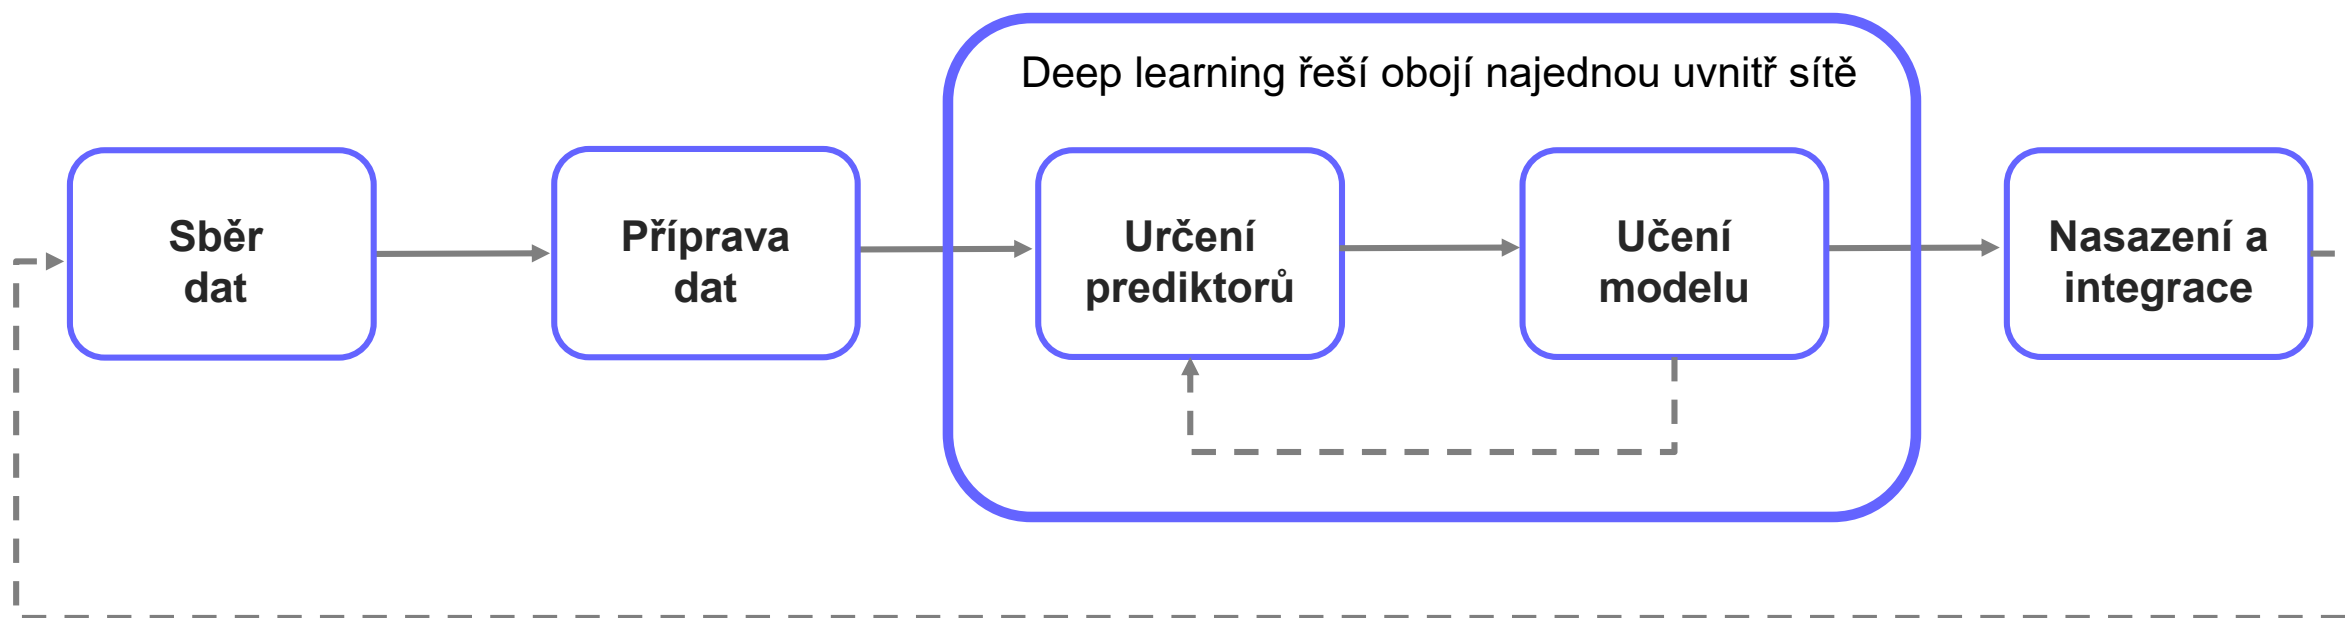 Deep learning řeší obojí najednou uvnitř sítě
Sběr
dat
Příprava
dat
Určení
prediktorů
Učení
modelu
Nasazení a
integrace